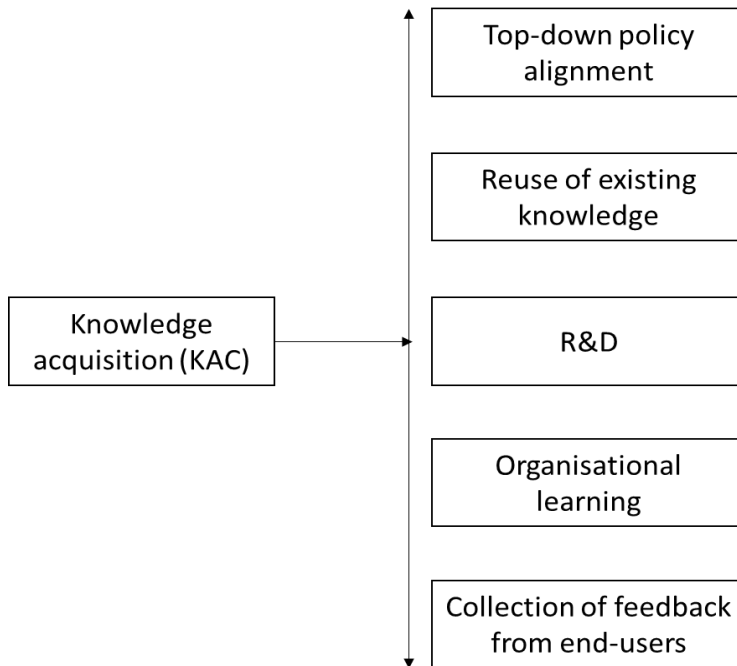 Top-down policy
alignment
Reuse of existing
knowledge
Knowledge
acquisition (KAC)
R&D
Organisational
learning
Collection of feedback
from end-users